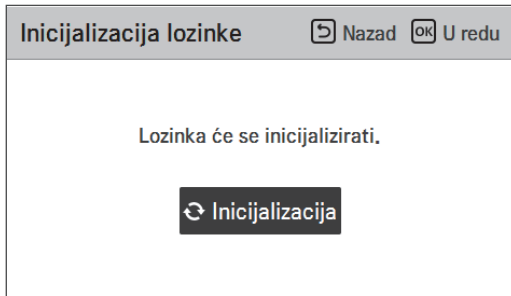 Inicijalizacija lozinke Nazad OK U redu
Lozinka će se inicijalizirati.
Inicijalizacija